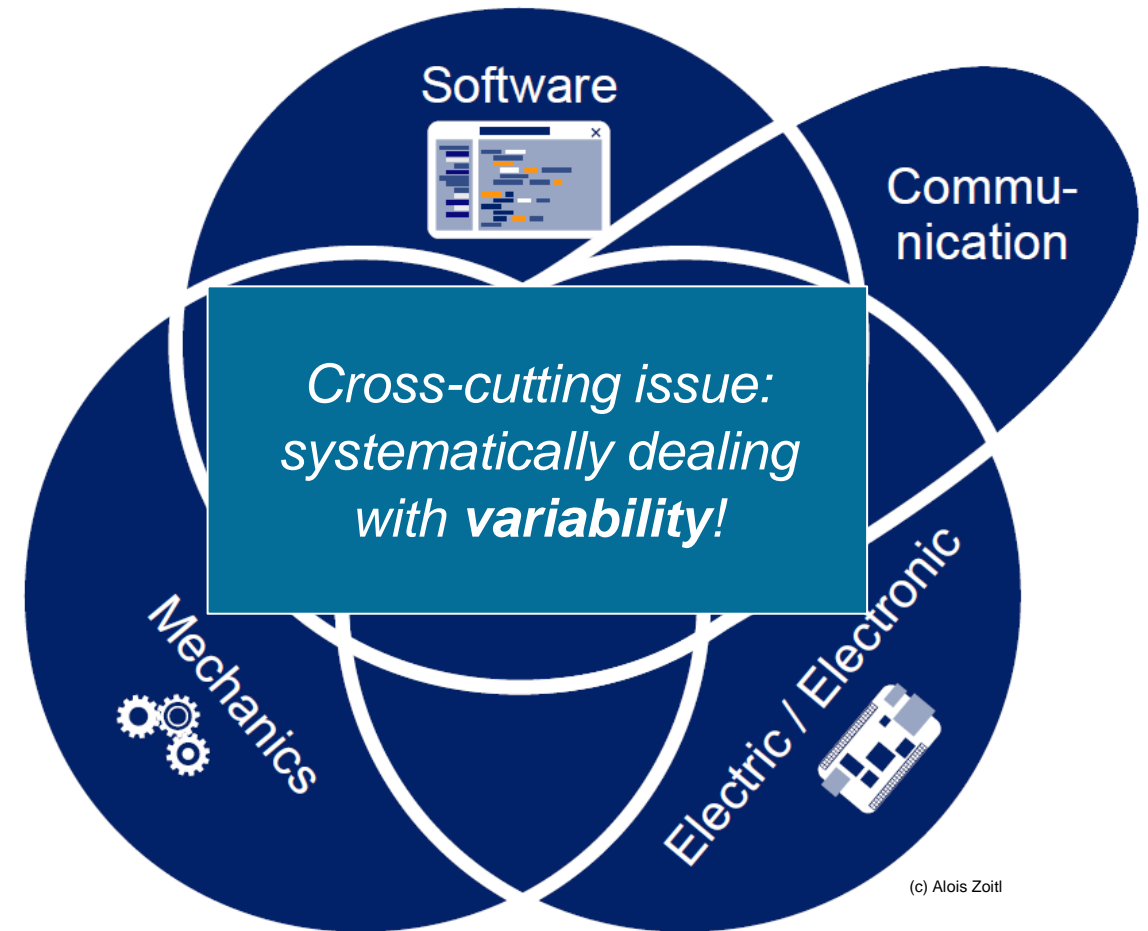 Software
Commu-
nication
Cross-cutting issue:
systematically dealing
with variability!
Mechanics
Electric / Electronic
(c) Alois Zoitl